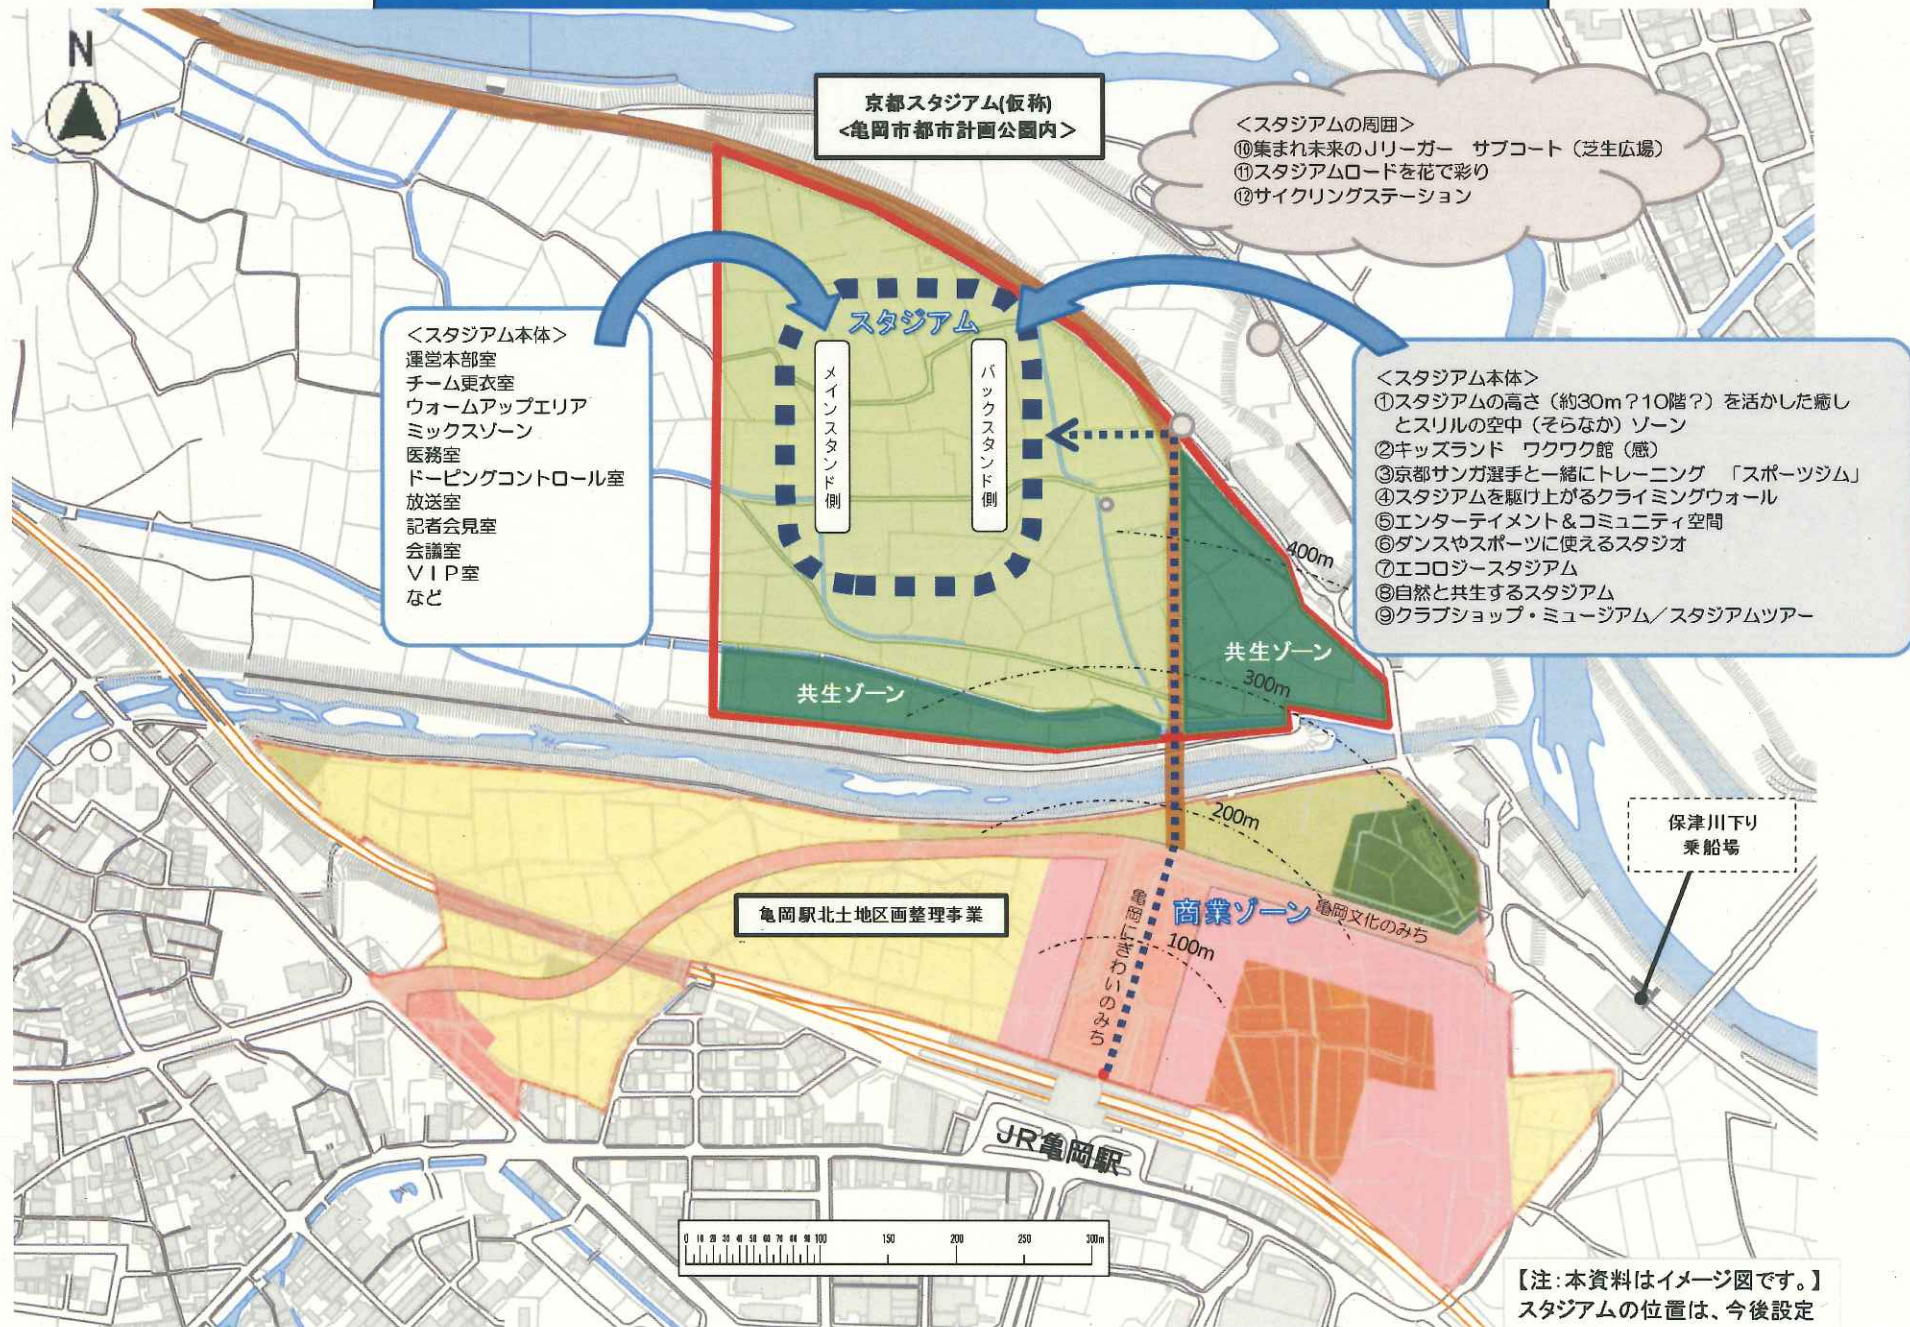 N
京都スタジアム(仮称)
<亀岡市都市計画公園内>
<スタジアムの周囲>
⑩集まれ未来のJリーガー　サブコート（芝生広場）
⑪スタジアムロードを花で彩り
⑫サイクリングステーション
<スタジアム本体>
運営本部室
チーム更衣室
ウォームアップエリア
ミックスゾーン
医務室
ドーピングコントロール室
放送室
記者会見室
会議室
ＶＩＰ室
など
スタジアム
メインスタンド側
バックスタンド側
<スタジアム本体>
①スタジアムの高さ（約30ｍ？10階？）を活かした癒し
とスリルの空中（そらなか）ゾーン
②キッズランド　ワクワク館（感）
③京都サンガ選手と一緒にトレーニング　「スポーツジム」
④スタジアムを駆け上がるクライミングウォール
⑤エンターテイメント＆コミュニティ空間
⑥ダンスやスポーツに使えるスタジオ
⑦エコロジースタジアム
⑧自然と共生するスタジアム
⑨クラブショップ・ミュージアム／スタジアムツアー
400m
共生ゾーン
300m
共生ゾーン
200m
保津川下り
乗船場
亀岡駅北土地区画整理事業
商業ゾーン
亀岡文化のみち
亀岡にぎわいのみち
100m
JR亀岡駅
0 10 20 30 40 50 60 70 80 90 100 150 200 250 300m
【注：本資料はイメージ図です。】
スタジアムの位置は、今後設定